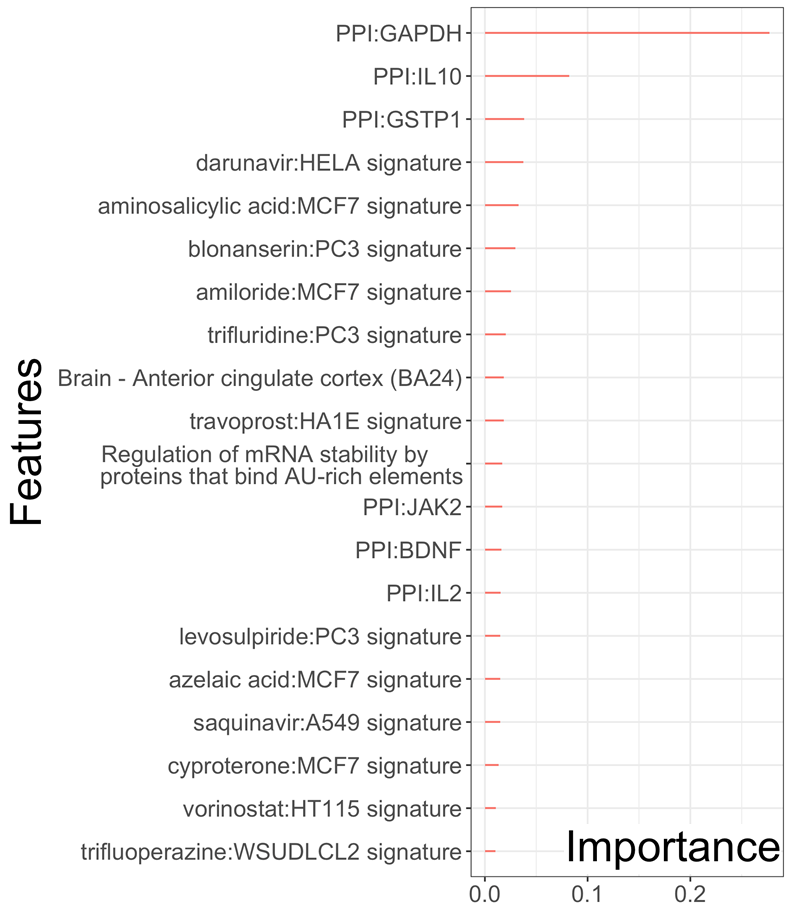 PPI:GAPDH
PPI:IL10
PPI:GSTP1
darunavir:HELA signature
aminosalicylic acid:MCF7 signature
blonanserin:PC3 signature
amiloride:MCF7 signature
trifluridine:PC3 signature
Brain - Anterior cingulate cortex (BA24)
travoprost:HA1E signature
Regulation of mRNA stability by
proteins that bind AU-rich elements
PPI:JAK2
PPI:BDNF
PPI:IL2
levosulpiride:PC3 signature
azelaic acid:MCF7 signature
saquinavir:A549 signature
cyproterone:MCF7 signature
vorinostat:HT115 signature
trifluoperazine:WSUDLCL2 signature
Features
Importance
0.0 0.1 0.2